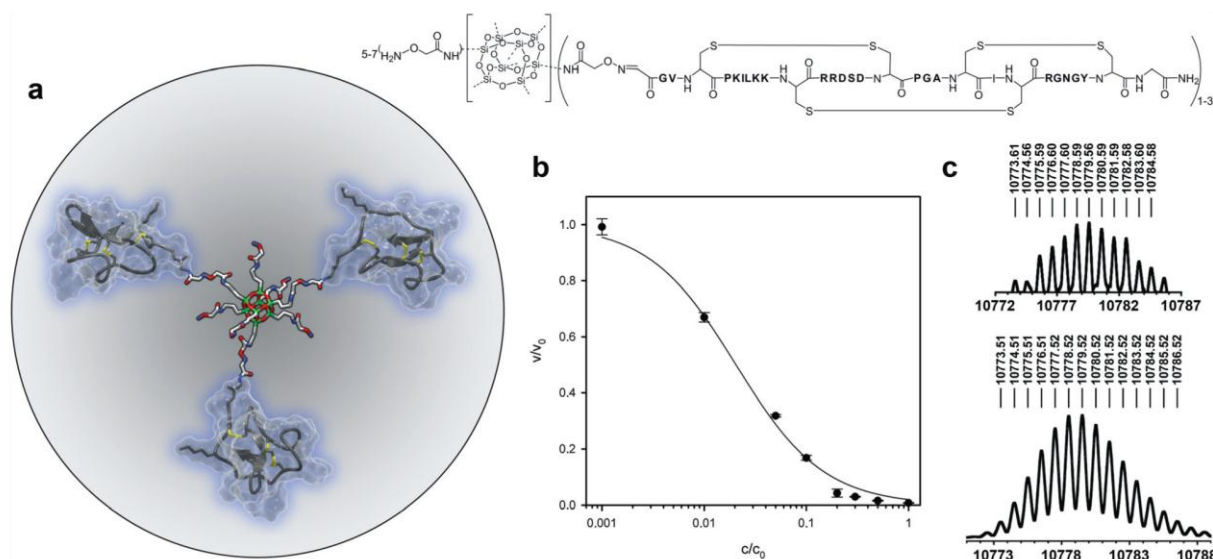 5-7
H₂N
O
O
NH
Si
O
NH
O
O
N
O
GV
N
H
S
S
O
PKILKK
H
N
O
S
RRDSD
N
H
O
PGA
N
H
S
O
I
H
N
O
S
RGNGY
N
H
S
O
H
N
O
NH₂
1-3
a
b
1.0
0.8
0.6
0.4
0.2
0.0
v/v₀
0.001
0.01
0.1
1
c/c₀
c
10773.61
10774.56
10775.59
10776.60
10777.60
10778.59
10779.56
10780.59
10781.59
10782.58
10783.60
10784.58
10772 10777 10782 10787
10773.51
10774.51
10775.51
10776.51
10777.52
10778.52
10779.52
10780.52
10781.52
10782.52
10783.52
10784.52
10785.52
10786.52
10773 10778 10783